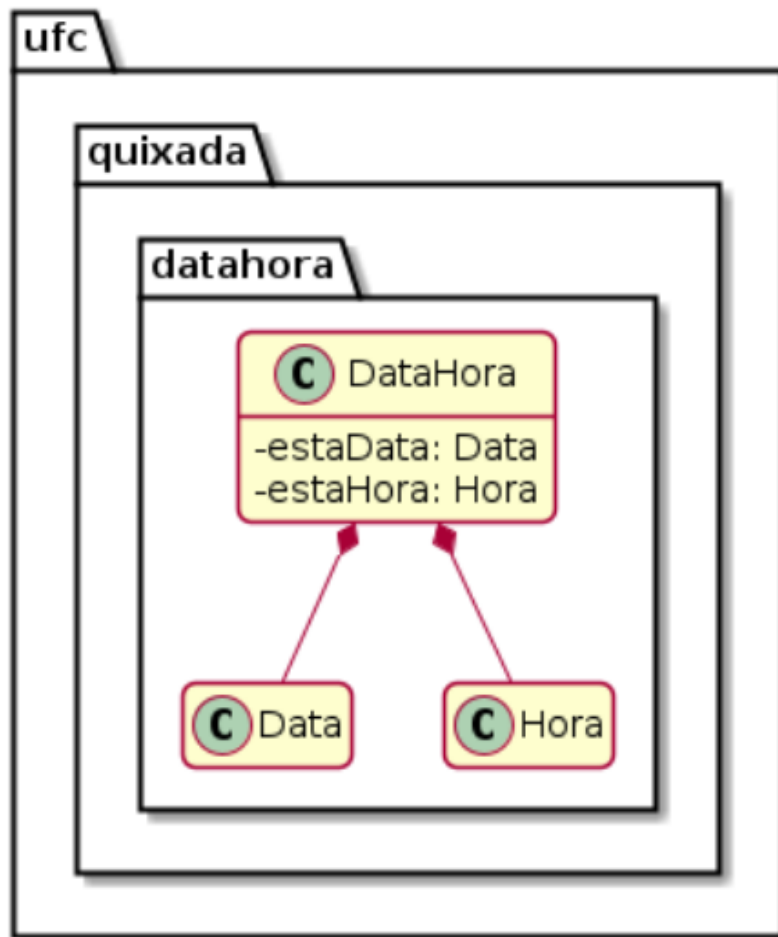 ufc
quixada
datahora
C DataHora
-estaData: Data
-estaHora: Hora
C Data
C Hora